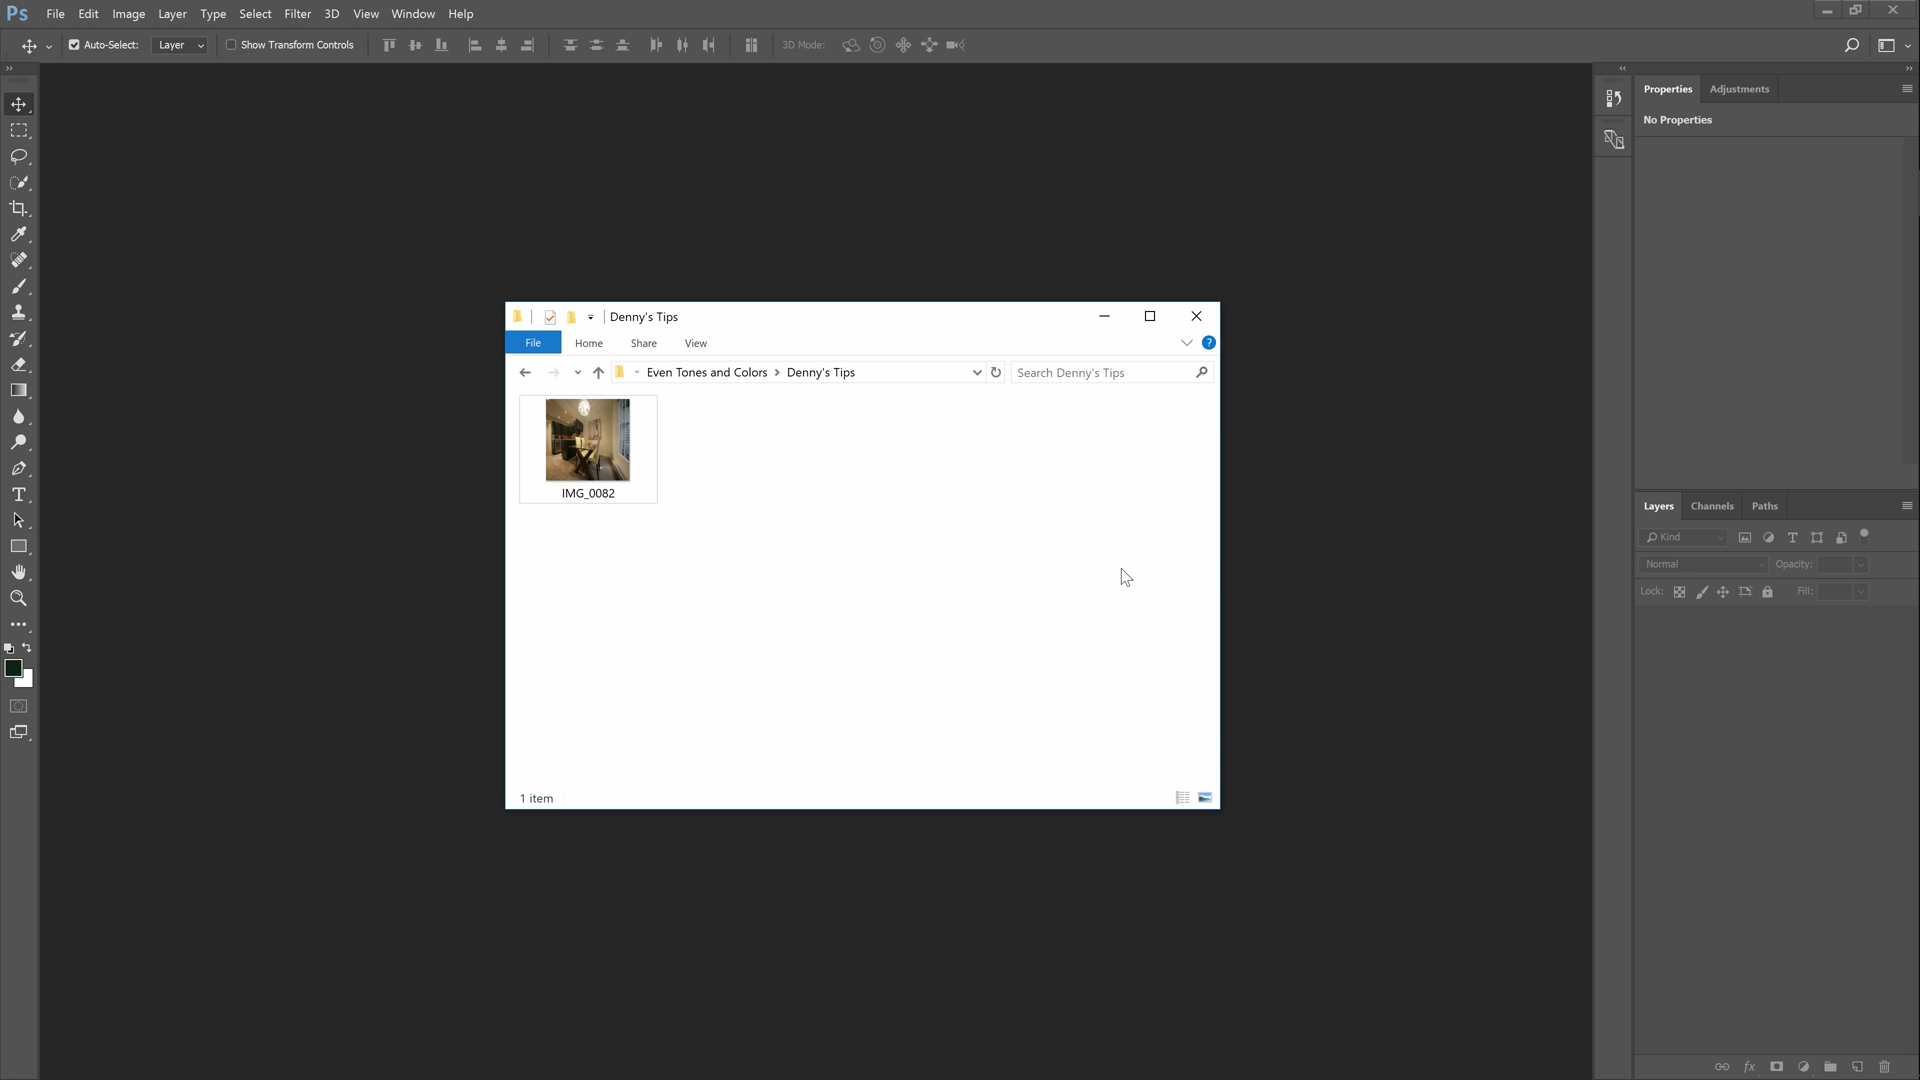 Ps File Edit Image Layer Type Select Filter 3D View Window Help
Auto-Select: Layer Show Transform Controls 3D Mode:
Properties Adjustments
No Properties
Denny's Tips
File Home Share View
Even Tones and Colors Denny's Tips Search Denny's Tips
IMG_0082
1 item
Layers Channels Paths
Kind
Normal Opacity:
Lock: Fill:
fx